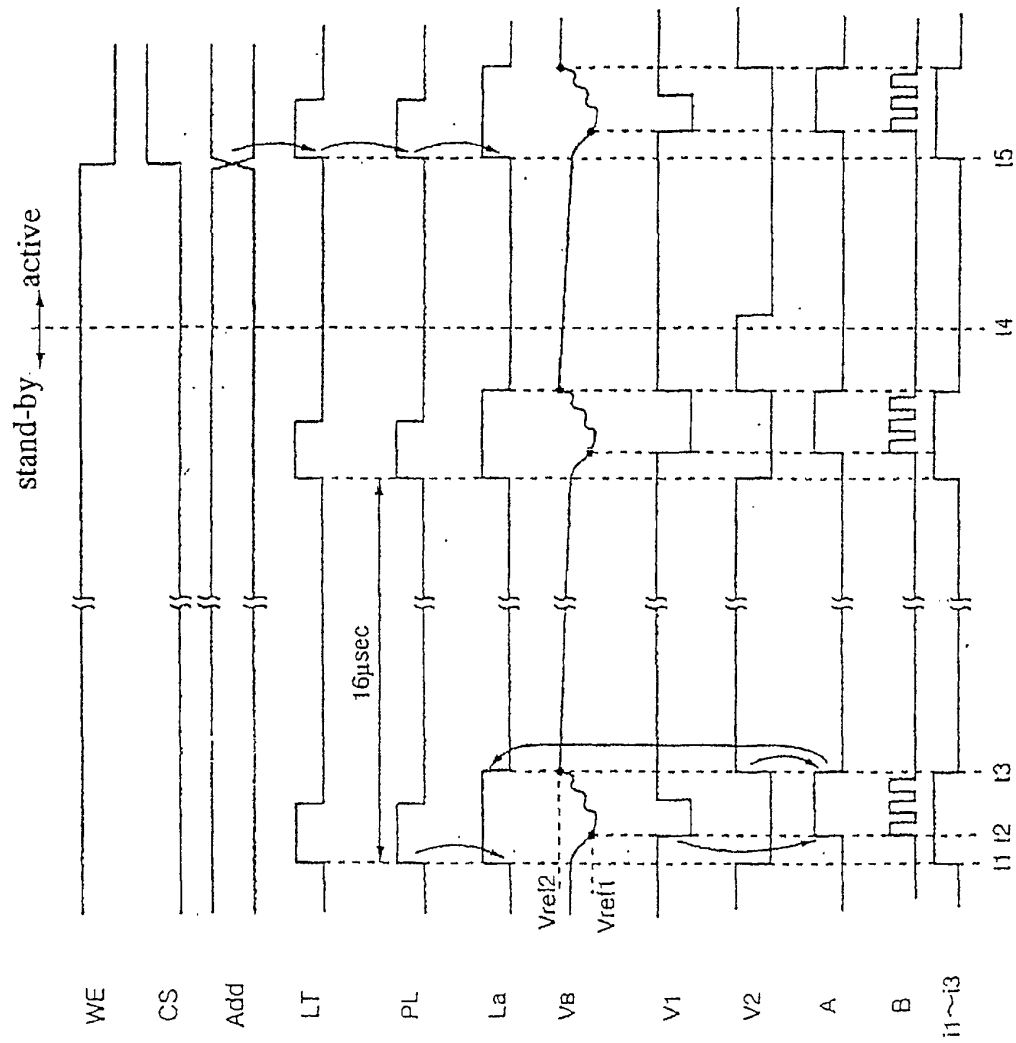 stand-by
active
WE
CS
Add
LT
16µsec
PL
La
Vref2
VB
Vref1
V1
V2
A
B
i1~i3
t1 t2 t3 t4 t5